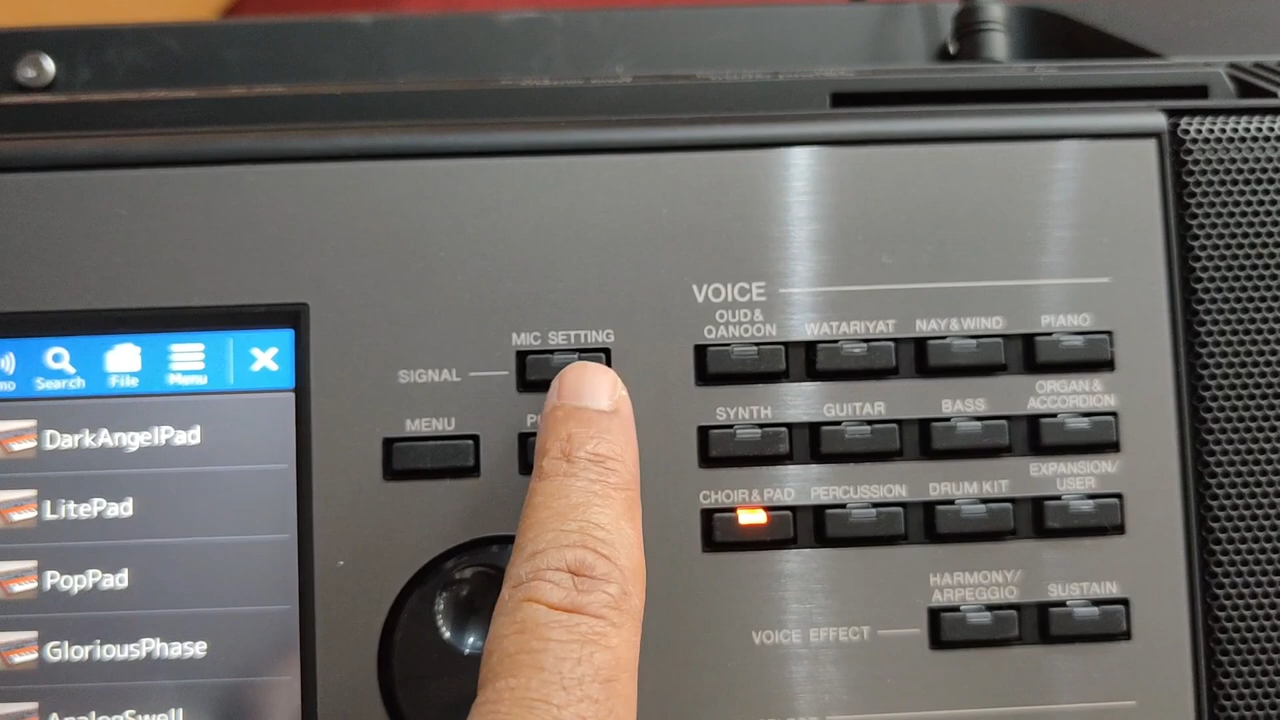 Search
File
Menu
DarkAngelPad
LitePad
PopPad
GloriousPhase
AnalogSwell
MIC SETTING
SIGNAL
MENU
VOICE
OUD &
QANOON
WATARIYAT
NAY & WIND
PIANO
SYNTH
GUITAR
BASS
ORGAN &
ACCORDION
CHOIR & PAD
PERCUSSION
DRUM KIT
EXPANSION/
USER
HARMONY/
ARPEGGIO
SUSTAIN
VOICE EFFECT